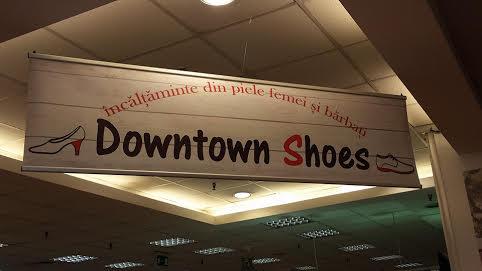 încălțăminte din piele femei și bărbați
Downtown Shoes